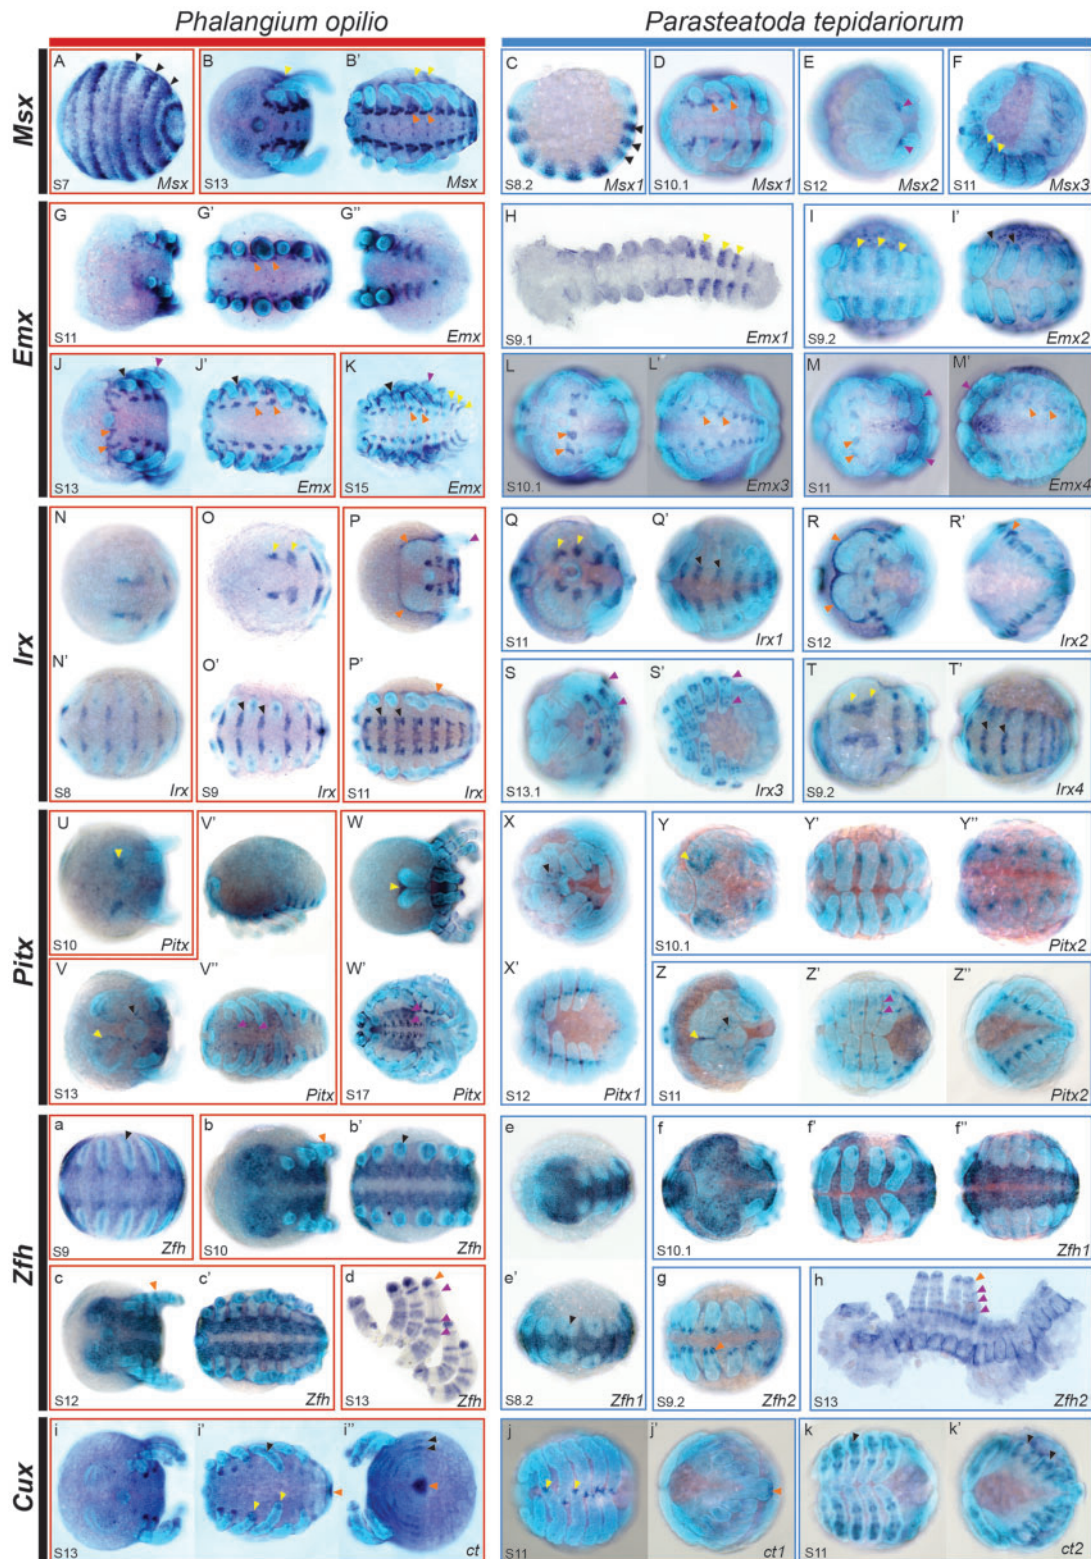 Phalangium opilio Parasteatoda tepidariorum
Msx
A B B' C D E F
S7 Msx S13 Msx S8.2 Msx1 S10.1 Msx1 S12 Msx2 S11 Msx3
Emx
G G' G'' H I I'
S11 Emx S9.1 Emx1 S9.2 Emx2
J J' K L L' M M'
S13 Emx S15 Emx S10.1 Emx3 S11 Emx4
Irx
N O P Q Q' R R'
S11 Irx1 S12 Irx2
N' O' P' S S' T T'
S8 Irx S9 Irx S11 Irx S13.1 Irx3 S9.2 Irx4
Pitx
U V' W X Y Y' Y''
S10 Pitx S10.1 Pitx2
V V'' W' X' Z Z' Z''
S13 Pitx S17 Pitx S12 Pitx1 S11 Pitx2
Zfh
a b b' e f f' f''
S9 Zfh S10 Zfh S10.1 Zfh1
c c' d e' g h
S12 Zfh S13 Zfh S8.2 Zfh1 S9.2 Zfh2 S13 Zfh2
Cux
i i' i'' j j' k k'
S13 ct S11 ct1 S11 ct2